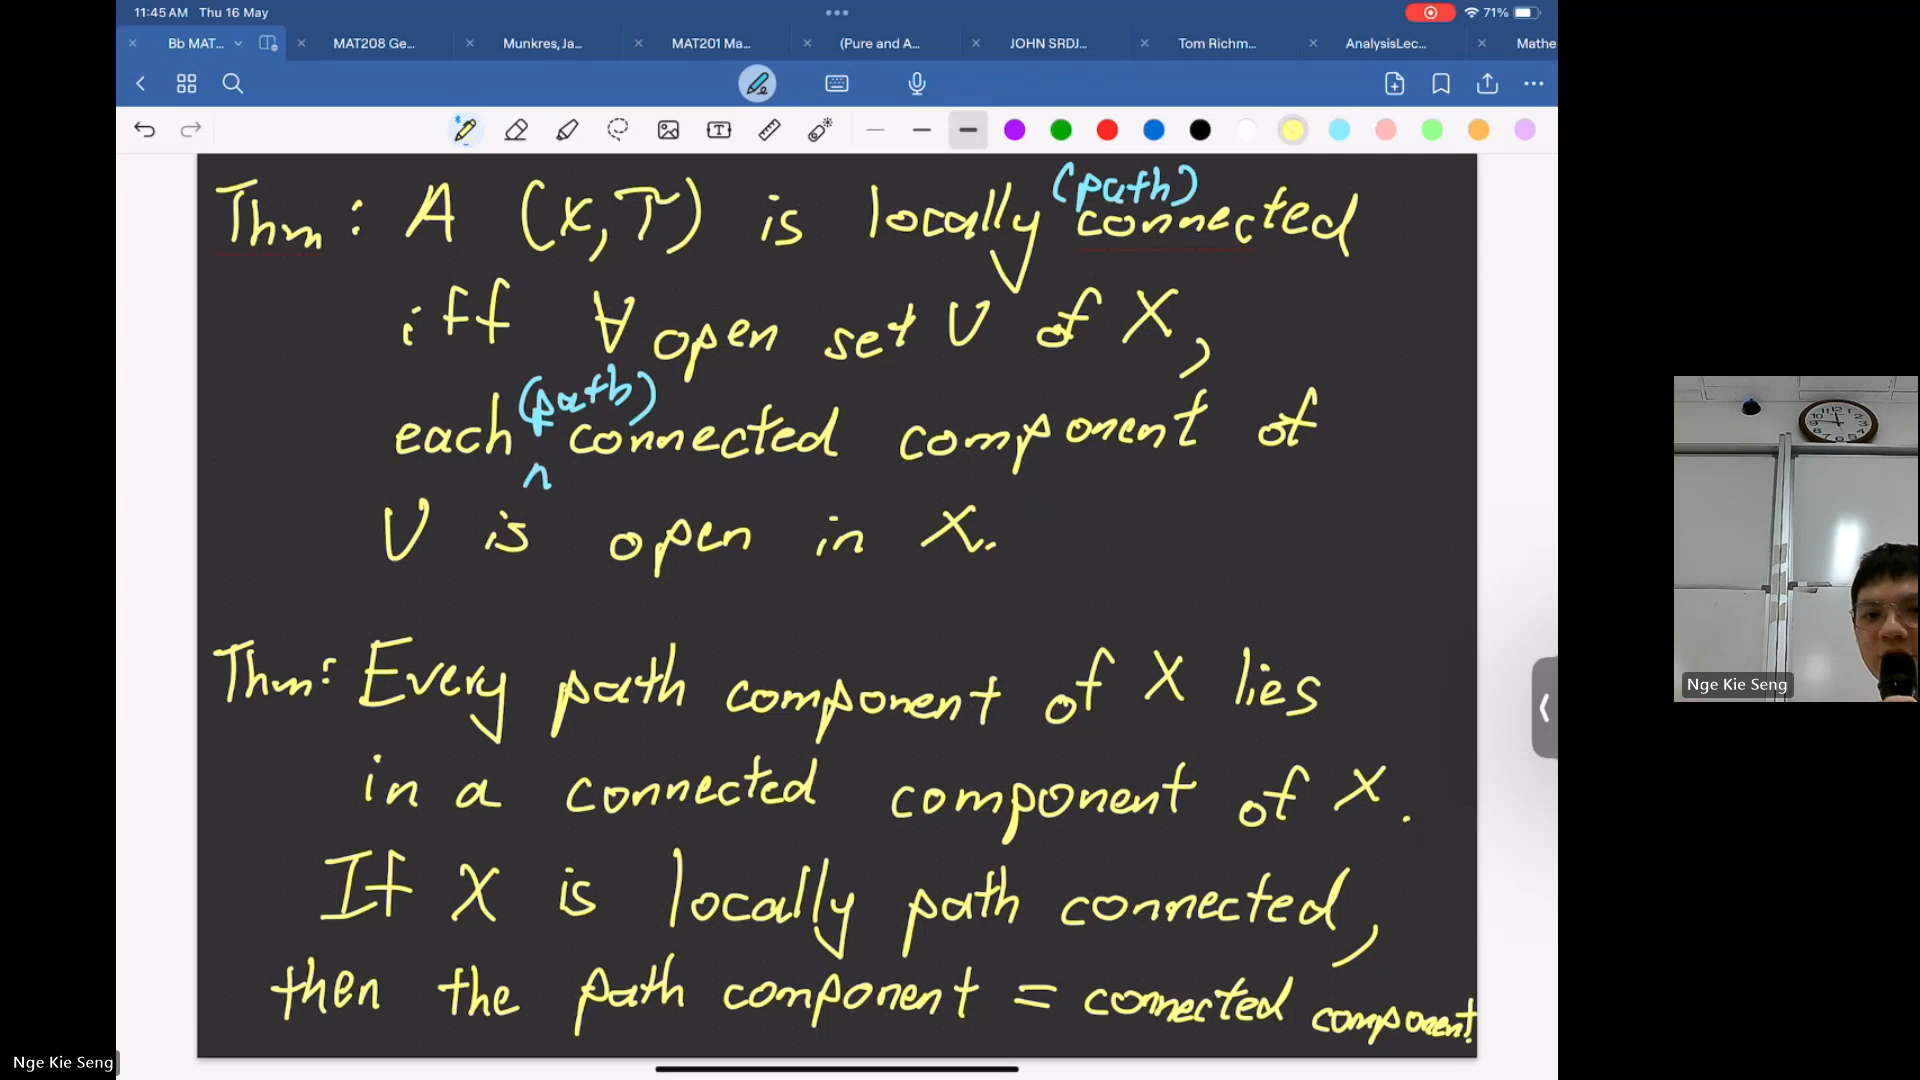 11:45 AM Thu 16 May
71%
Bb MAT...
MAT208 Ge...
Munkres, Ja...
MAT201 Ma...
(Pure and A...
JOHN SRDJ...
Tom Richm...
AnalysisLec...
Mathe
Thm: A (X,T) is locally (path) connected
iff ∀ open set U of X,
each (path) connected component of
U is open in X.
Thm: Every path component of X lies
in a connected component of X.
If X is locally path connected,
then the path component = connected component.
Nge Kie Seng
Nge Kie Seng